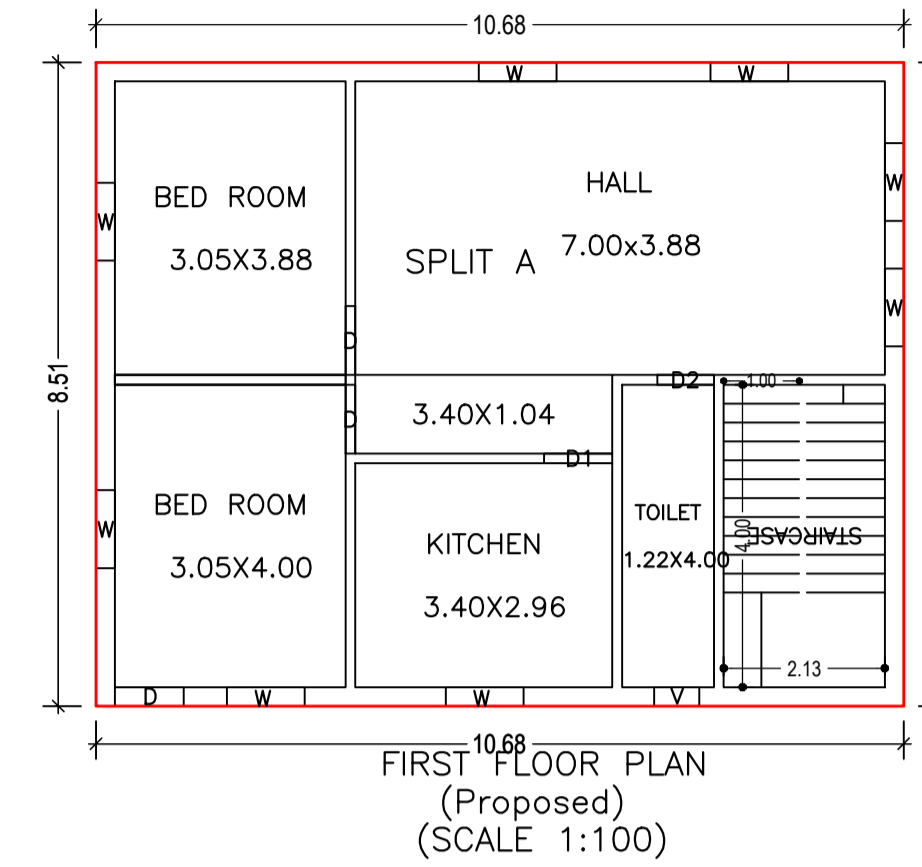 10.68
W W
BED ROOM
3.05X3.88
HALL
7.00x3.88
SPLIT A
W
W
W
D
8.51
D2
1.00
D
3.40X1.04
D1
BED ROOM
3.05X4.00
W
KITCHEN
3.40X2.96
TOILET
1.22X4.00
4.00
STAIRCASE
2.13
D W W V
10.68
FIRST FLOOR PLAN
(Proposed)
(SCALE 1:100)